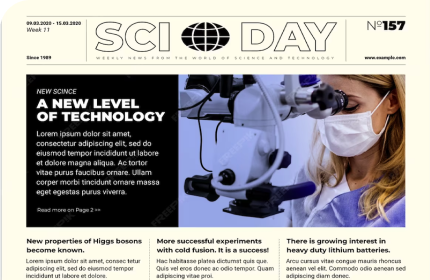 09.03.2020 - 15.03.2020
Week 11
Since 1989
SCI DAY
WEEKLY NEWS FROM THE WORLD OF SCIENCE AND TECHNOLOGY
Nº157
www.example.com
NEW SCINCE
A NEW LEVEL
OF TECHNOLOGY
Lorem ipsum dolor sit amet,
consectetur adipiscing elit, sed do
eiusmod tempor incididunt ut labore
et dolore magna aliqua. Ac tortor
vitae purus faucibus ornare. Ullam
corper morbi tincidunt ornare massa
eget egestas purus viverra.
Read more on Page 2 >>
New properties of Higgs bosons
become known.
Lorem ipsum dolor sit amet, consec tetur
adipiscing elit, sed do eiusmod tempor
incididunt ut labore et dolore.
More successful experiments
with cold fusion. It is a success!
Hac habitasse platea dictumst quis que.
Quis vel eros donec ac odio tempor. Quam
adipiscing vitae proi.
There is growing interest in
heavy duty lithium batteries.
Arcu cursus vitae congue mauris rhoncus
aenean vel elit. Commodo odio aenean sed
adipiscing diam donec.